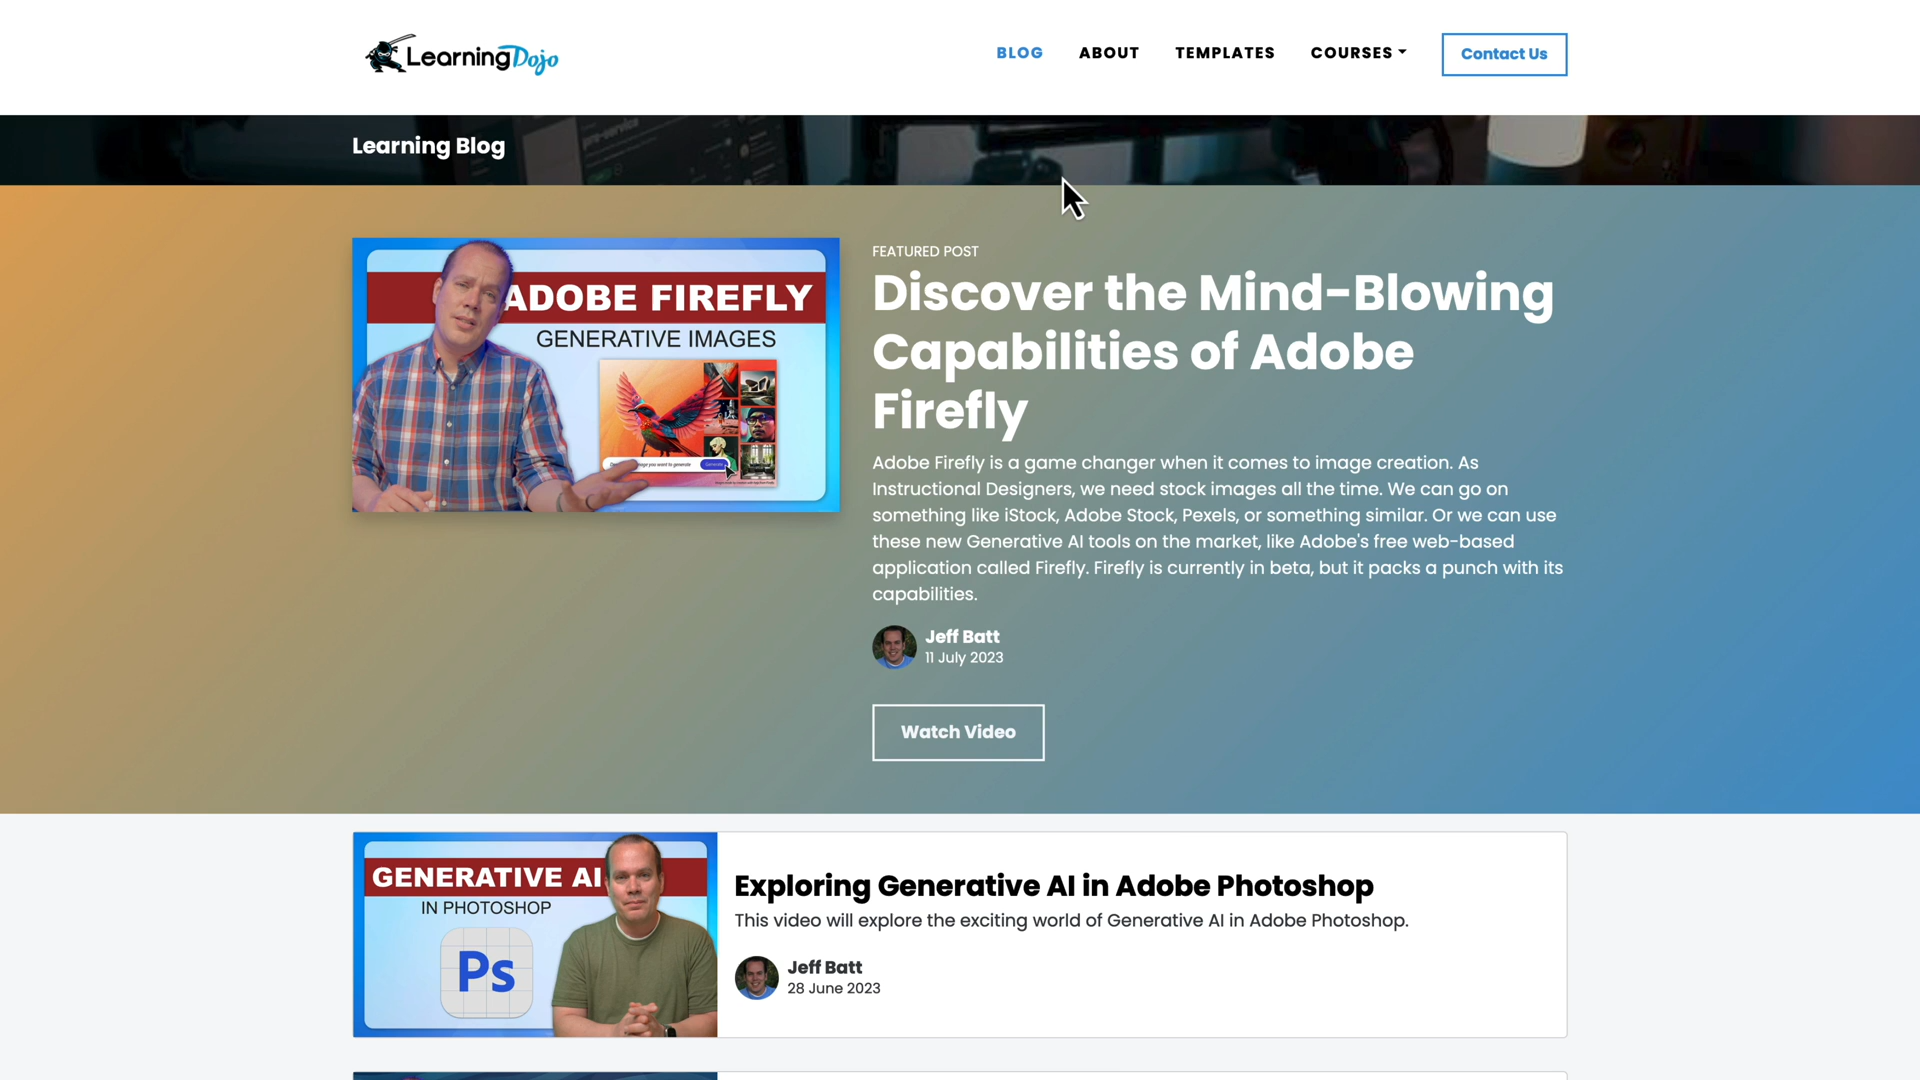 LearningDojo
BLOG ABOUT TEMPLATES COURSES Contact Us
Learning Blog
ADOBE FIREFLY
GENERATIVE IMAGES
image you want to generate Generate
FEATURED POST
Discover the Mind-Blowing
Capabilities of Adobe
Firefly
Adobe Firefly is a game changer when it comes to image creation. As
Instructional Designers, we need stock images all the time. We can go on
something like iStock, Adobe Stock, Pexels, or something similar. Or we can use
these new Generative AI tools on the market, like Adobe's free web-based
application called Firefly. Firefly is currently in beta, but it packs a punch with its
capabilities.
Jeff Batt
11 July 2023
Watch Video
GENERATIVE AI
IN PHOTOSHOP
Ps
Exploring Generative AI in Adobe Photoshop
This video will explore the exciting world of Generative AI in Adobe Photoshop.
Jeff Batt
28 June 2023